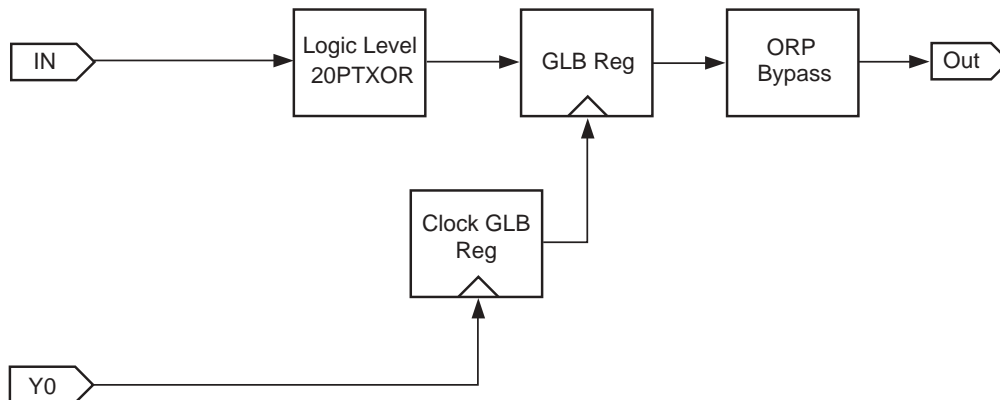 IN
Logic Level
20PTXOR
GLB Reg
ORP
Bypass
Out
Clock GLB
Reg
Y0